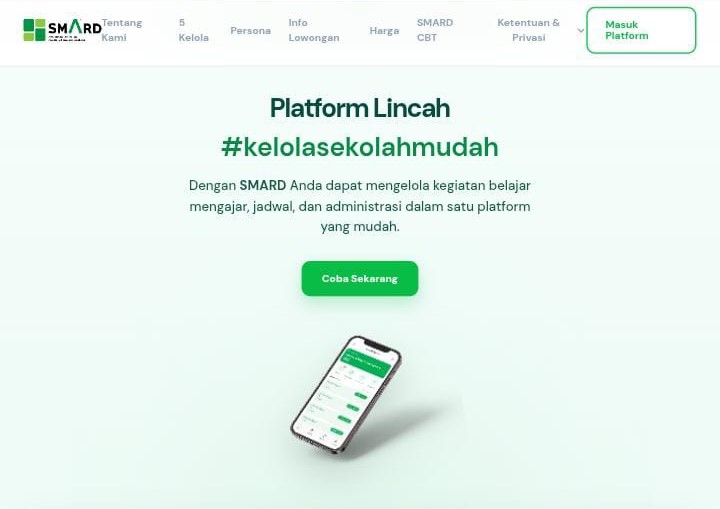 SMARD
Tentang
Kami
5
Kelola
Persona
Info
Lowongan
Harga
SMARD
CBT
Ketentuan &
Privasi
Masuk
Platform
Platform Lincah
#kelolasekolahmudah
Dengan SMARD Anda dapat mengelola kegiatan belajar
mengajar, jadwal, dan administrasi dalam satu platform
yang mudah.
Coba Sekarang